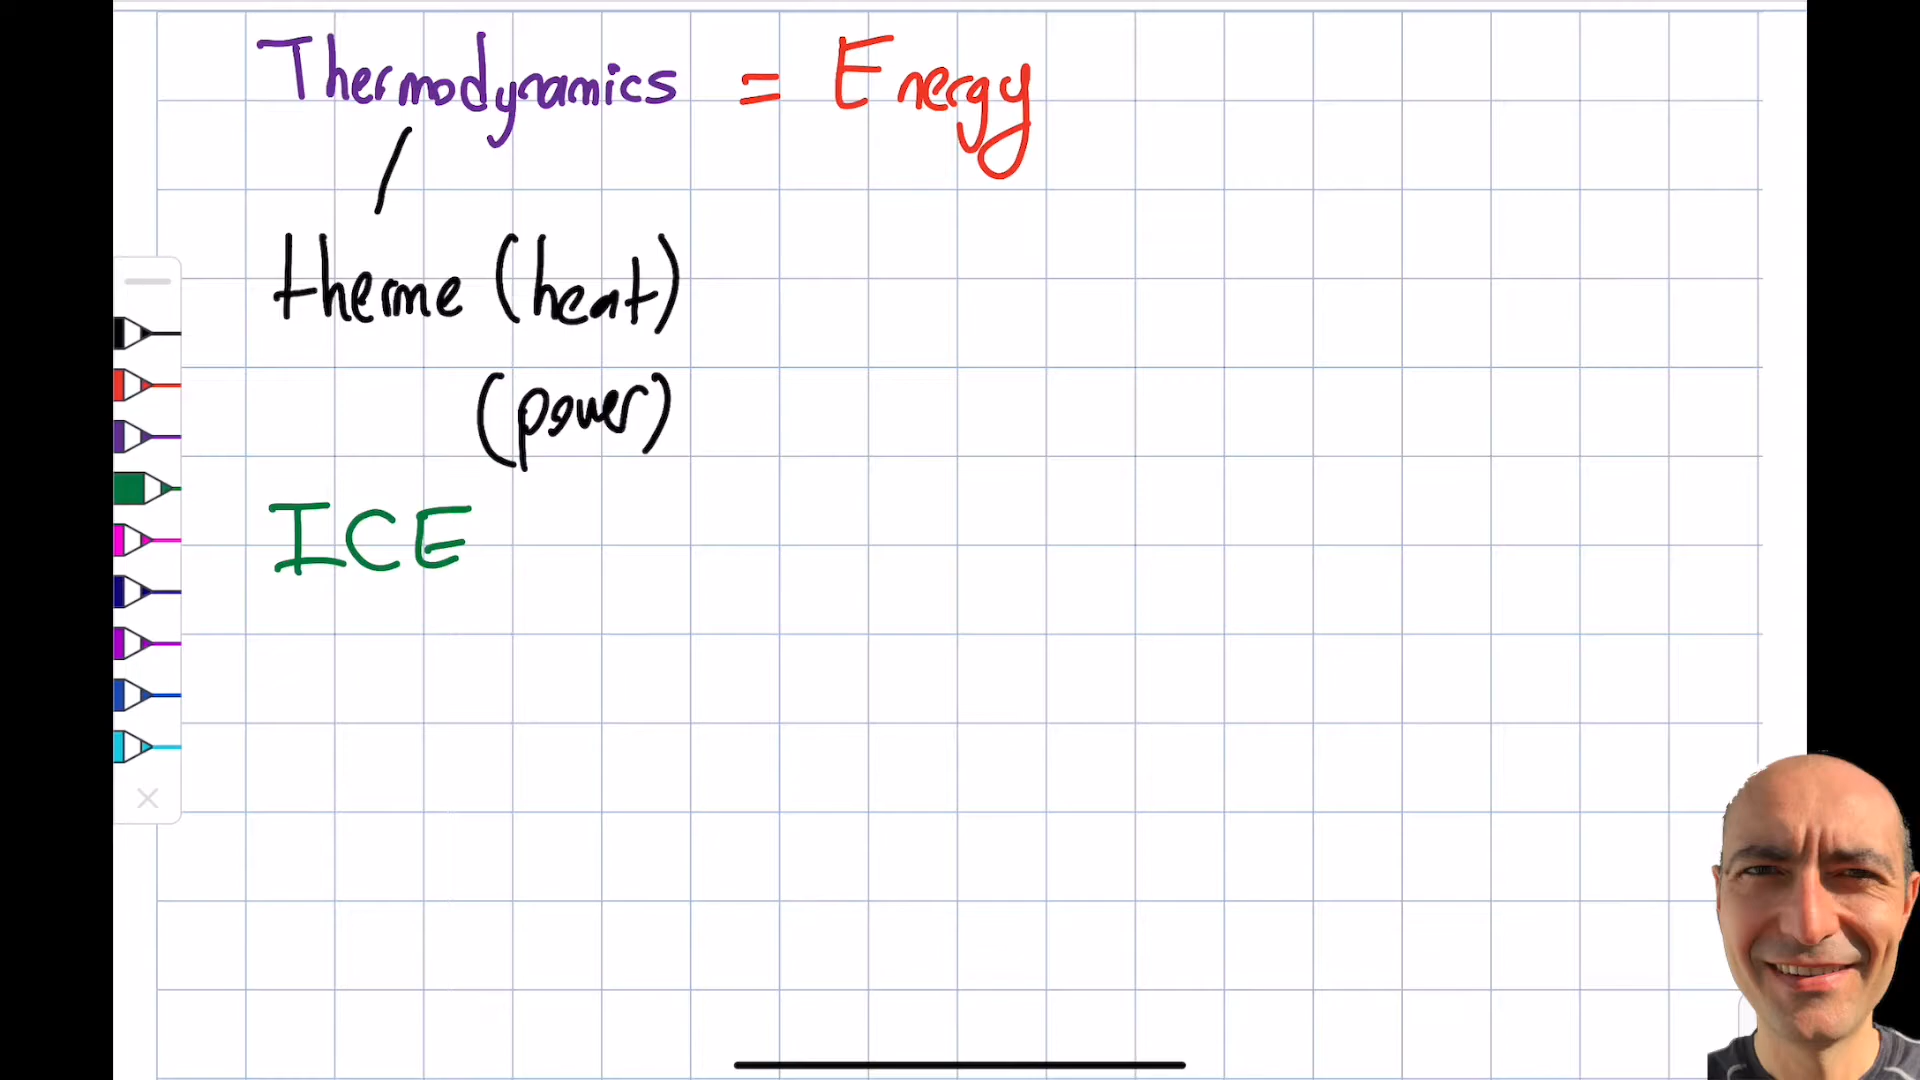 Thermodynamics = Energy
therme (heat)
(power)
ICE